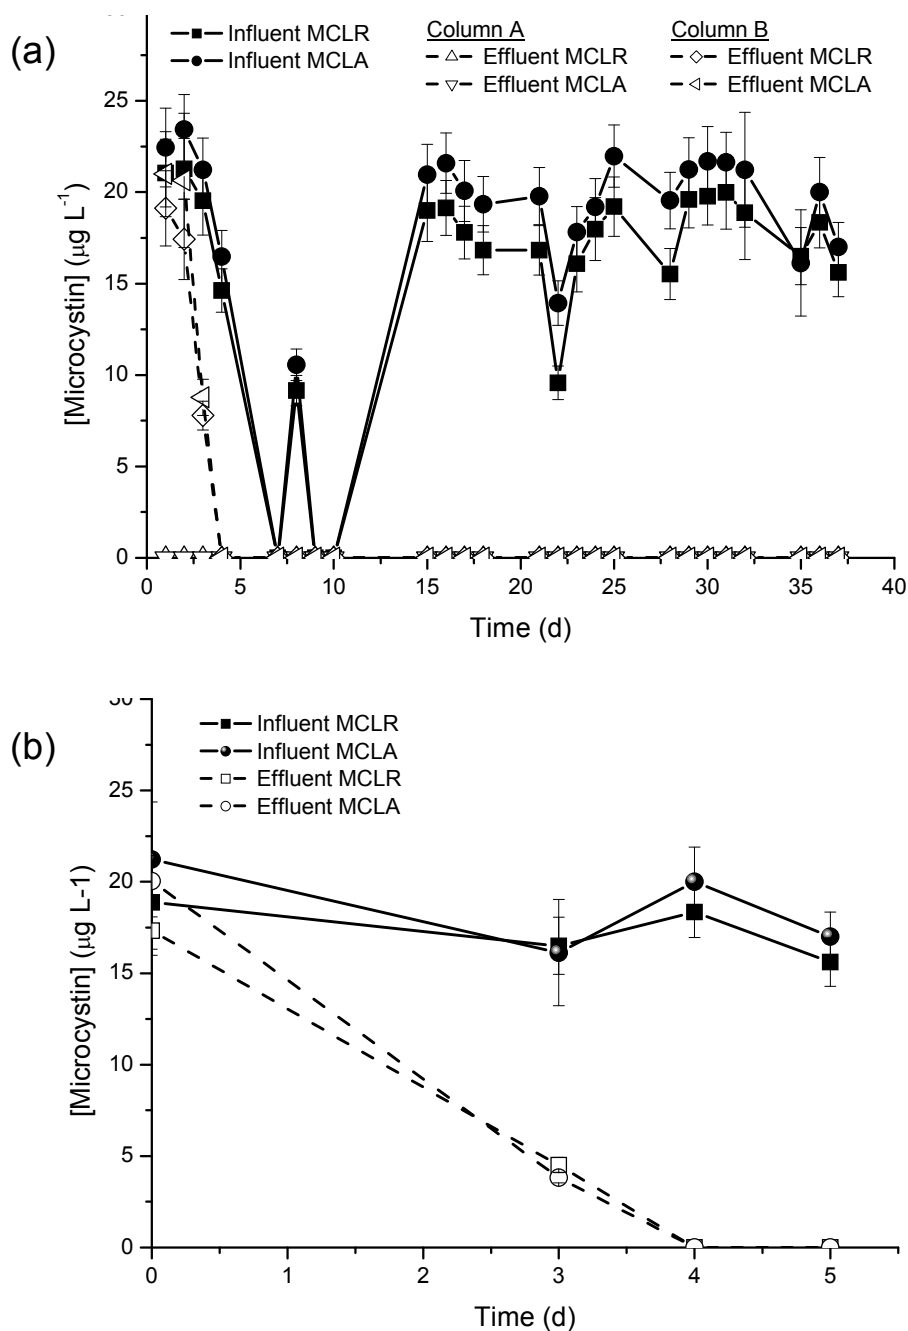 (a)
Influent MCLR
Influent MCLA
Column A
Effluent MCLR
Effluent MCLA
Column B
Effluent MCLR
Effluent MCLA
25
20
15
10
5
0
[Microcystin] (μg L⁻¹)
0 5 10 15 20 25 30 35 40
Time (d)
(b)
Influent MCLR
Influent MCLA
Effluent MCLR
Effluent MCLA
30
25
20
15
10
5
0
[Microcystin] (μg L-1)
0 1 2 3 4 5
Time (d)